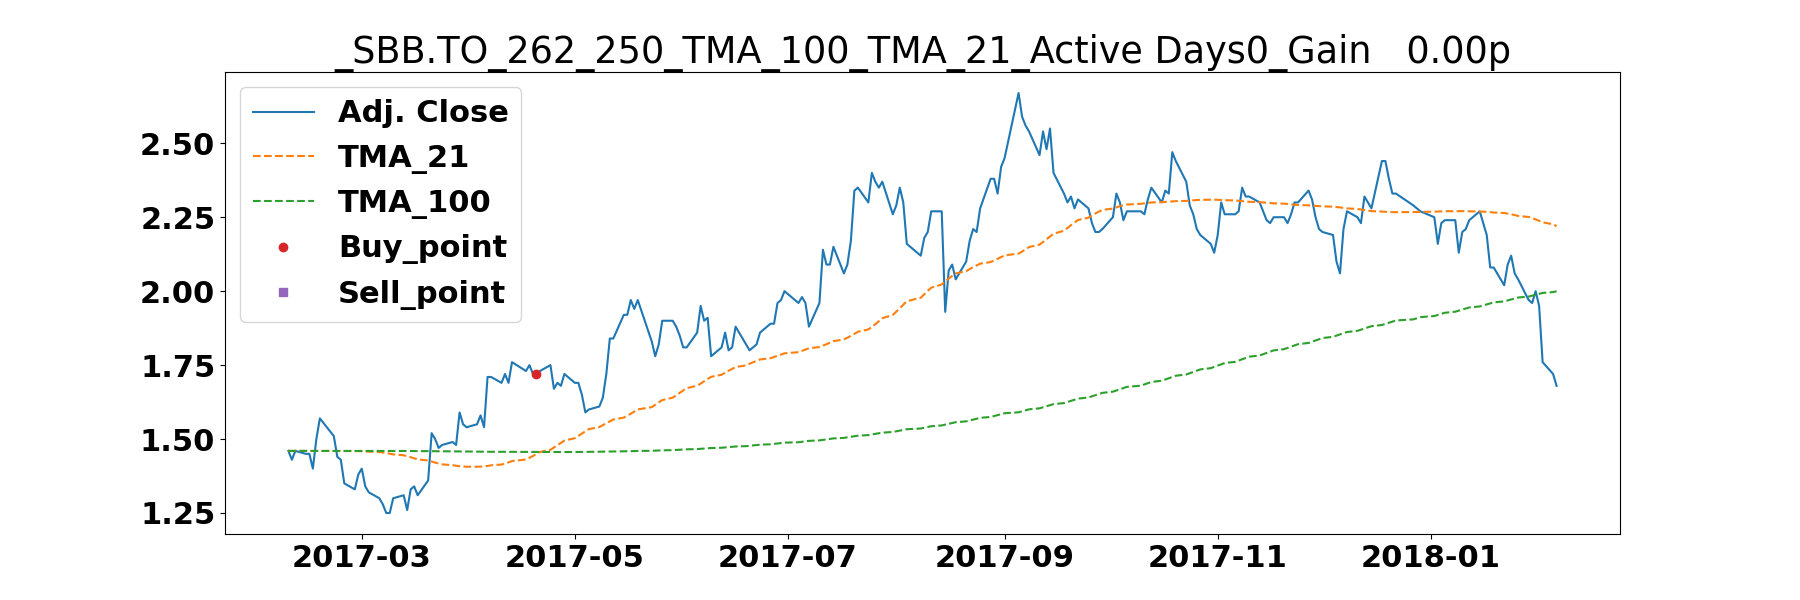 _SBB.TO_262_250_TMA_100_TMA_21_Active Days0_Gain   0.00p
Adj. Close
TMA_21
TMA_100
Buy_point
Sell_point
2.50
2.25
2.00
1.75
1.50
1.25
2017-03 2017-05 2017-07 2017-09 2017-11 2018-01